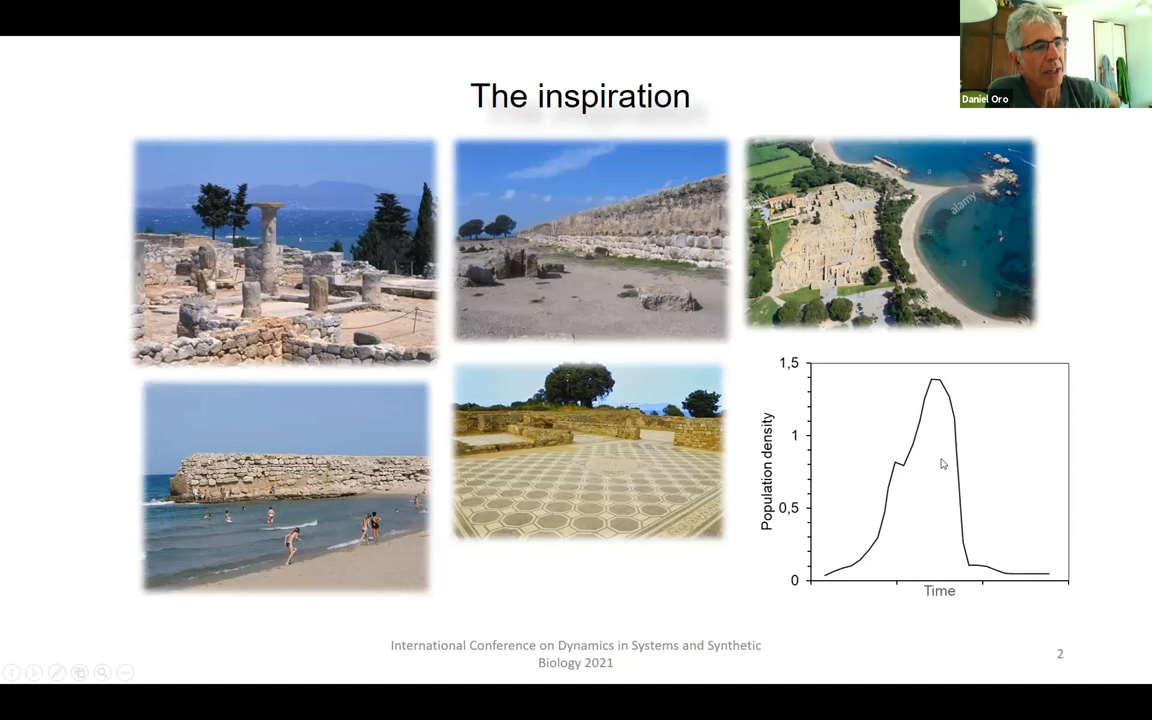 Daniel Oro
The inspiration
alamy
a
a
a
a
a
1,5
1
0,5
0
Population density
Time
International Conference on Dynamics in Systems and Synthetic
Biology 2021
2